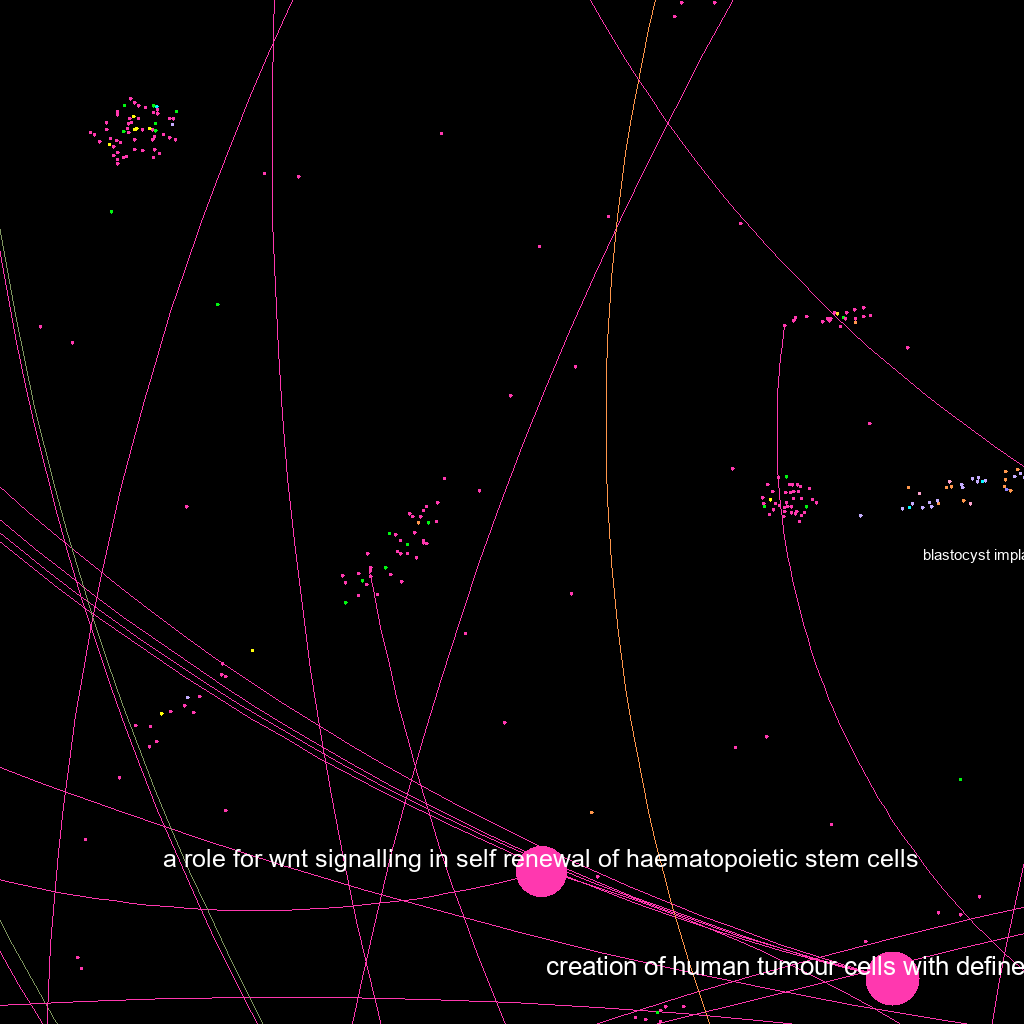 blastocyst impla
a role for wnt signalling in self renewal of haematopoietic stem cells
creation of human tumour cells with define